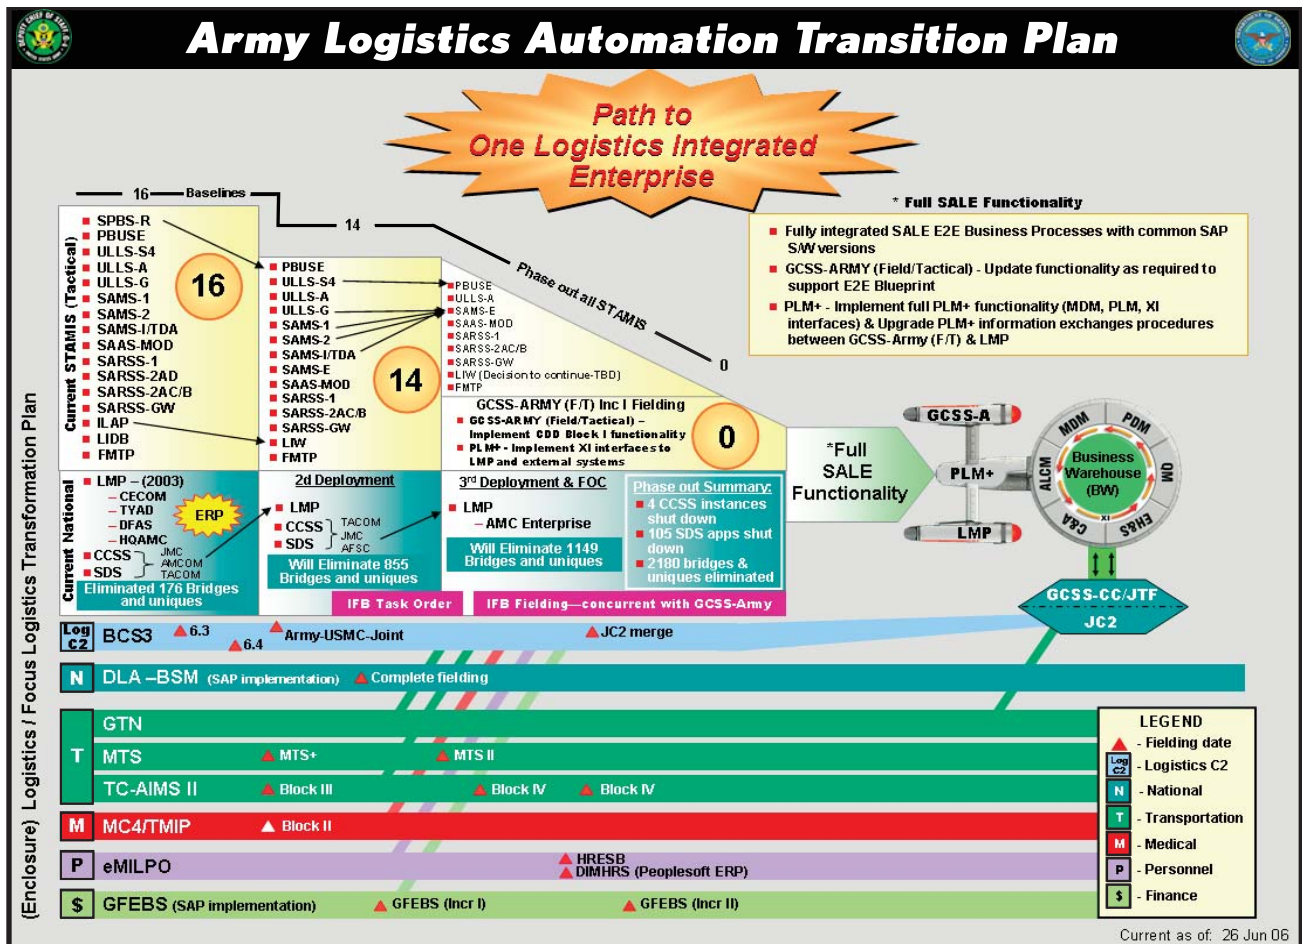 Army Logistics Automation Transition Plan
Path to
One Logistics Integrated
Enterprise
16 Baselines
14
Phase out all STAMIS
0
* Full SALE Functionality
Fully integrated SALE E2E Business Processes with common SAP
S/W versions
GCSS-ARMY (Field/Tactical) - Update functionality as required to
support E2E Blueprint
PLM+ - Implement full PLM+ functionality (MDM, PLM, XI
interfaces) & Upgrade PLM+ information exchanges procedures
between GCSS-Army (F/T) & LMP
(Enclosure) Logistics / Focus Logistics Transformation Plan
Current STAMIS (Tactical)
SPBS-R
PBUSE
ULLS-S4
ULLS-A
ULLS-G
SAMS-1
SAMS-2
SAMS-I/TDA
SAAS-MOD
SARSS-1
SARSS-2AD
SARSS-2AC/B
SARSS-GW
ILAP
LIDB
FMTP
16
PBUSE
ULLS-S4
ULLS-A
ULLS-G
SAMS-1
SAMS-2
SAMS-I/TDA
SAMS-E
SAAS-MOD
SARSS-1
SARSS-2AC/B
SARSS-GW
LIW
FMTP
14
PBUSE
ULLS-A
SAMS-E
SAAS-MOD
SARSS-1
SARSS-2AC/B
SARSS-GW
LIW (Decision to continue-TBD)
FMTP
GCSS-ARMY (F/T) Inc I Fielding
GCSS-ARMY (Field/Tactical) –
Implement CDD Block I functionality
PLM+ - Implement XI interfaces to
LMP and external systems
0
Current National
LMP – (2003)
– CECOM
– TYAD
– DFAS
– HQAMC
ERP
CCSS
SDS
JMC
AMCOM
TACOM
Eliminated 176 Bridges
and uniques
2d Deployment
LMP
CCSS
SDS
TACOM
JMC
AFSC
Will Eliminate 855
Bridges and uniques
3rd Deployment & FOC
LMP
– AMC Enterprise
Will Eliminate 1149
Bridges and uniques
Phase out Summary:
4 CCSS instances
shut down
105 SDS apps shut
down
2180 bridges &
uniques eliminated
IFB Task Order
IFB Fielding—concurrent with GCSS-Army
*Full
SALE
Functionality
GCSS-A
PLM+
LMP
MDM
PDM
QM
EH&S
XI
C&A
ALCM
Business
Warehouse
(BW)
GCSS-CC/JTF
JC2
Log
C2
BCS3
6.3
6.4
Army-USMC-Joint
JC2 merge
N
DLA –BSM (SAP implementation)
Complete fielding
T
GTN
MTS
MTS+
MTS II
TC-AIMS II
Block III
Block IV
Block IV
M
MC4/TMIP
Block II
P
eMILPO
HRESB
DIMHRS (Peoplesoft ERP)
$
GFEBS (SAP implementation)
GFEBS (Incr I)
GFEBS (Incr II)
LEGEND
- Fielding date
Log
C2
- Logistics C2
N - National
T - Transportation
M - Medical
P - Personnel
$ - Finance
Current as of: 26 Jun 06